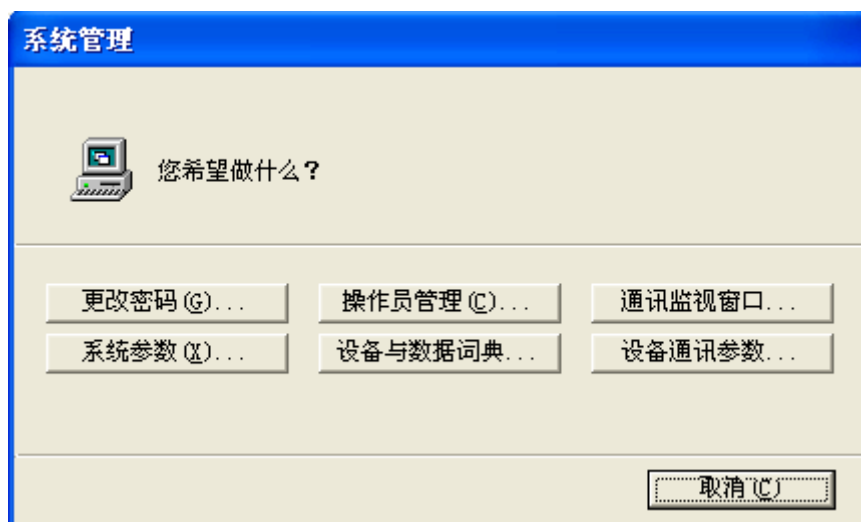 系统管理
您希望做什么？
更改密码(G)... 操作员管理(C)... 通讯监视窗口...
系统参数(X)... 设备与数据词典... 设备通讯参数...
取消(C)